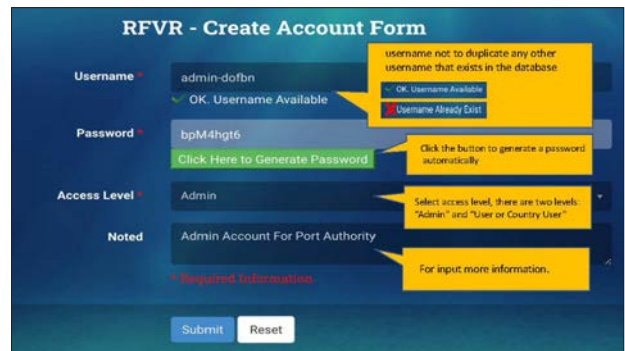 RFVR - Create Account Form
username not to duplicate any other
username that exists in the database
OK. Username Available
Username Already Exist
Username *
admin-dofbn
OK. Username Available
Password *
bpM4hgt6
Click Here to Generate Password
Click the button to generate a password
automatically
Access Level *
Admin
Select access level, there are two levels:
"Admin" and "User or Country User"
Noted
Admin Account For Port Authority
For input more information.
* Required Information
Submit
Reset